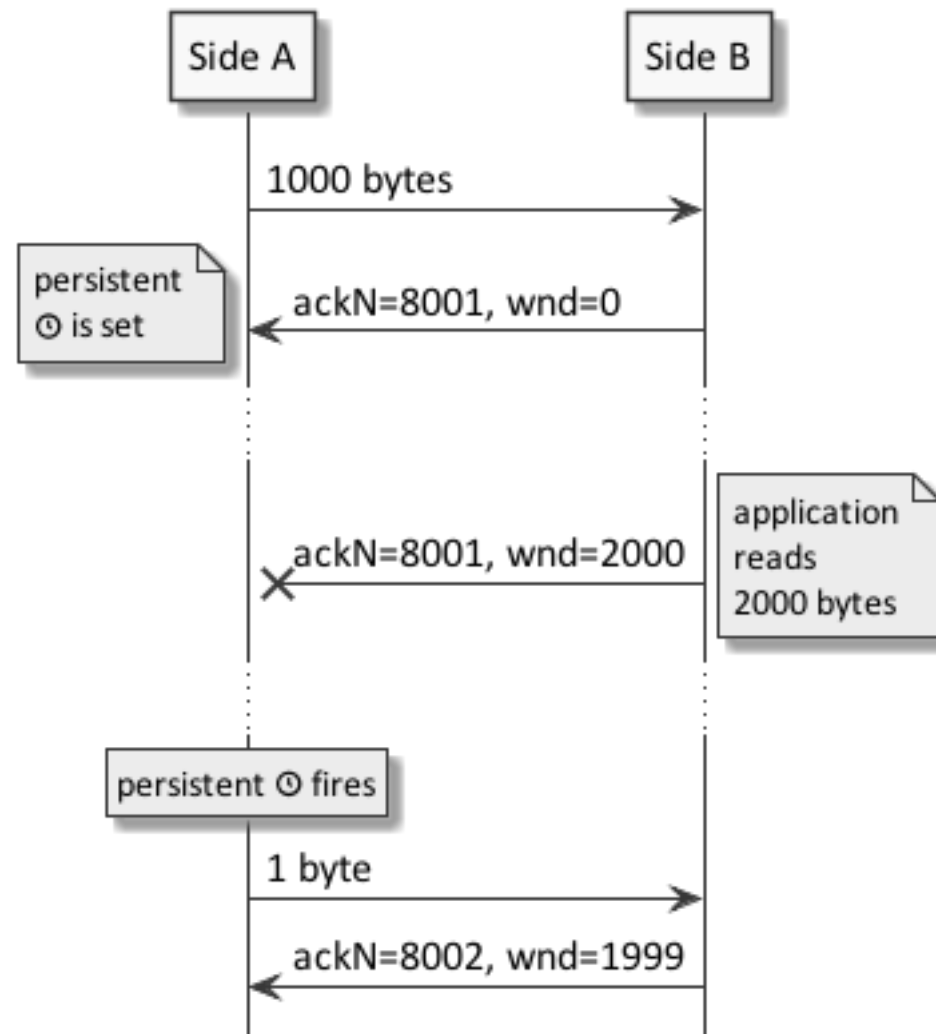 Side A
Side B
1000 bytes
persistent
🕒 is set
ackN=8001, wnd=0
ackN=8001, wnd=2000
application
reads
2000 bytes
persistent 🕒 fires
1 byte
ackN=8002, wnd=1999